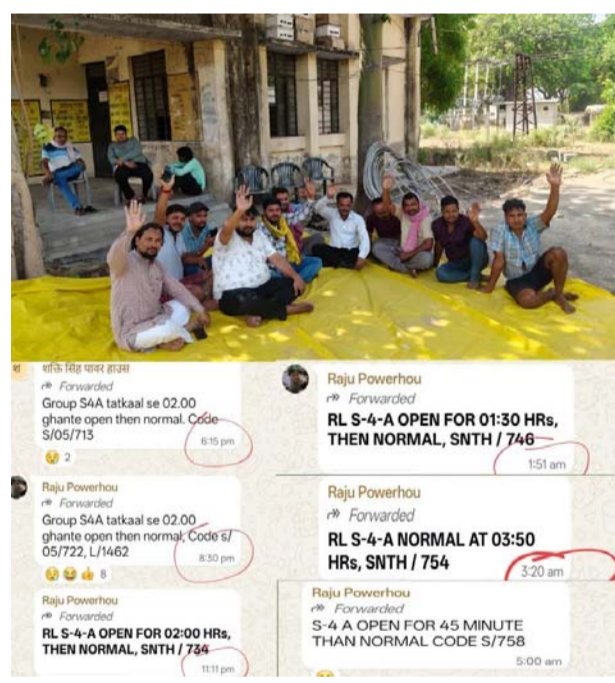 श
शक्ति सिंह पावर हाउस
Forwarded
Group S4A tatkaal se 02.00
ghante open then normal. Code
S/05/713
6:15 pm
2
Raju Powerhou
Forwarded
Group S4A tatkaal se 02.00
ghante open then normal, Code s/
05/722, L/1462
8:30 pm
8
Raju Powerhou
Forwarded
RL S-4-A OPEN FOR 02:00 HRs,
THEN NORMAL, SNTH / 734
11:11 pm
Raju Powerhou
Forwarded
RL S-4-A OPEN FOR 01:30 HRs,
THEN NORMAL, SNTH / 746
1:51 am
Raju Powerhou
Forwarded
RL S-4-A NORMAL AT 03:50
HRs, SNTH / 754
3:20 am
Raju Powerhou
Forwarded
S-4 A OPEN FOR 45 MINUTE
THAN NORMAL CODE S/758
5:00 am